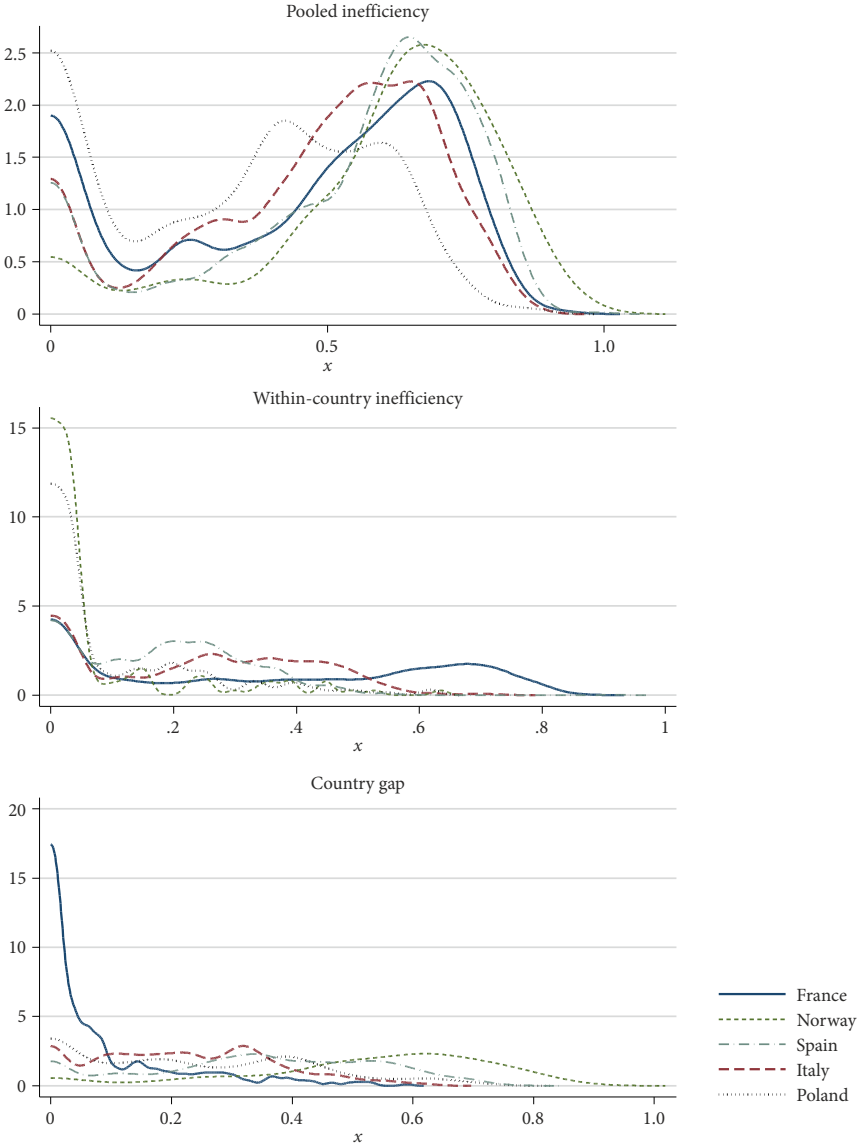 Pooled inefficiency
2.5
2.0
1.5
1.0
0.5
0
0 0.5 1.0
x
Within-country inefficiency
15
10
5
0
0 .2 .4 .6 .8 1
x
Country gap
20
15
10
5
0
0 0.2 0.4 0.6 0.8 1.0
x
France
Norway
Spain
Italy
Poland